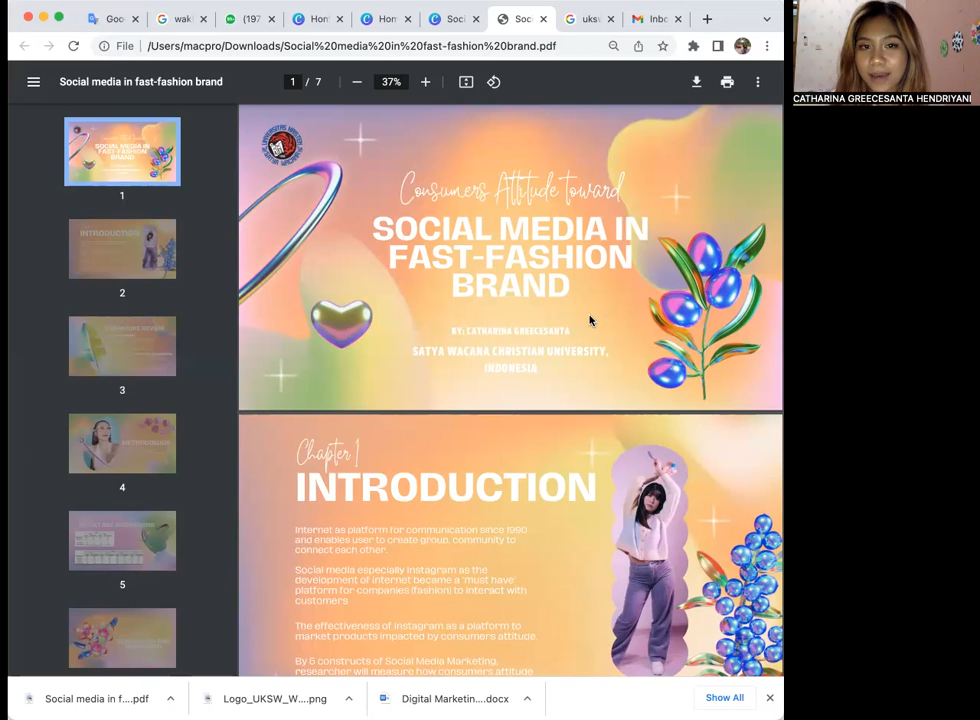 Goo
wak
(197
Hom
Hom
Soci
Soc
uksv
Inbc
File
/Users/macpro/Downloads/Social%20media%20in%20fast-fashion%20brand.pdf
Social media in fast-fashion brand
1 / 7
37%
CATHARINA GREECESANTA HENDRIYANI
1
2
3
4
5
INTRODUCTION
Consumers Attitude toward
SOCIAL MEDIA IN
FAST-FASHION
BRAND
BY: CATHARINA GREECESANTA
SATYA WACANA CHRISTIAN UNIVERSITY,
INDONESIA
Chapter 1
INTRODUCTION
Internet as platform for communication since 1990
and enables user to create group, community to
connect each other.
Social media especially Instagram as the
development of internet became a 'must have'
platform for companies (fashion) to interact with
customers
The effectiveness of Instagram as a platform to
market products impacted by consumers attitude.
By 5 constructs of Social Media Marketing,
researcher will measure how consumers attitude
Social media in f....pdf
Logo_UKSW_W....png
Digital Marketin....docx
Show All